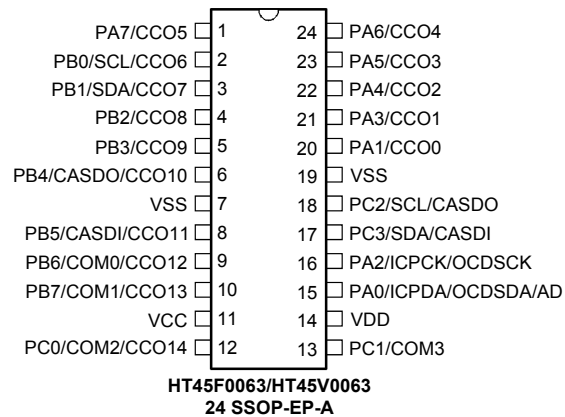 PA7/CCO5 1 24 PA6/CCO4
PB0/SCL/CCO6 2 23 PA5/CCO3
PB1/SDA/CCO7 3 22 PA4/CCO2
PB2/CCO8 4 21 PA3/CCO1
PB3/CCO9 5 20 PA1/CCO0
PB4/CASDO/CCO10 6 19 VSS
VSS 7 18 PC2/SCL/CASDO
PB5/CASDI/CCO11 8 17 PC3/SDA/CASDI
PB6/COM0/CCO12 9 16 PA2/ICPCK/OCDSCK
PB7/COM1/CCO13 10 15 PA0/ICPDA/OCDSDA/AD
VCC 11 14 VDD
PC0/COM2/CCO14 12 13 PC1/COM3
HT45F0063/HT45V0063
24 SSOP-EP-A